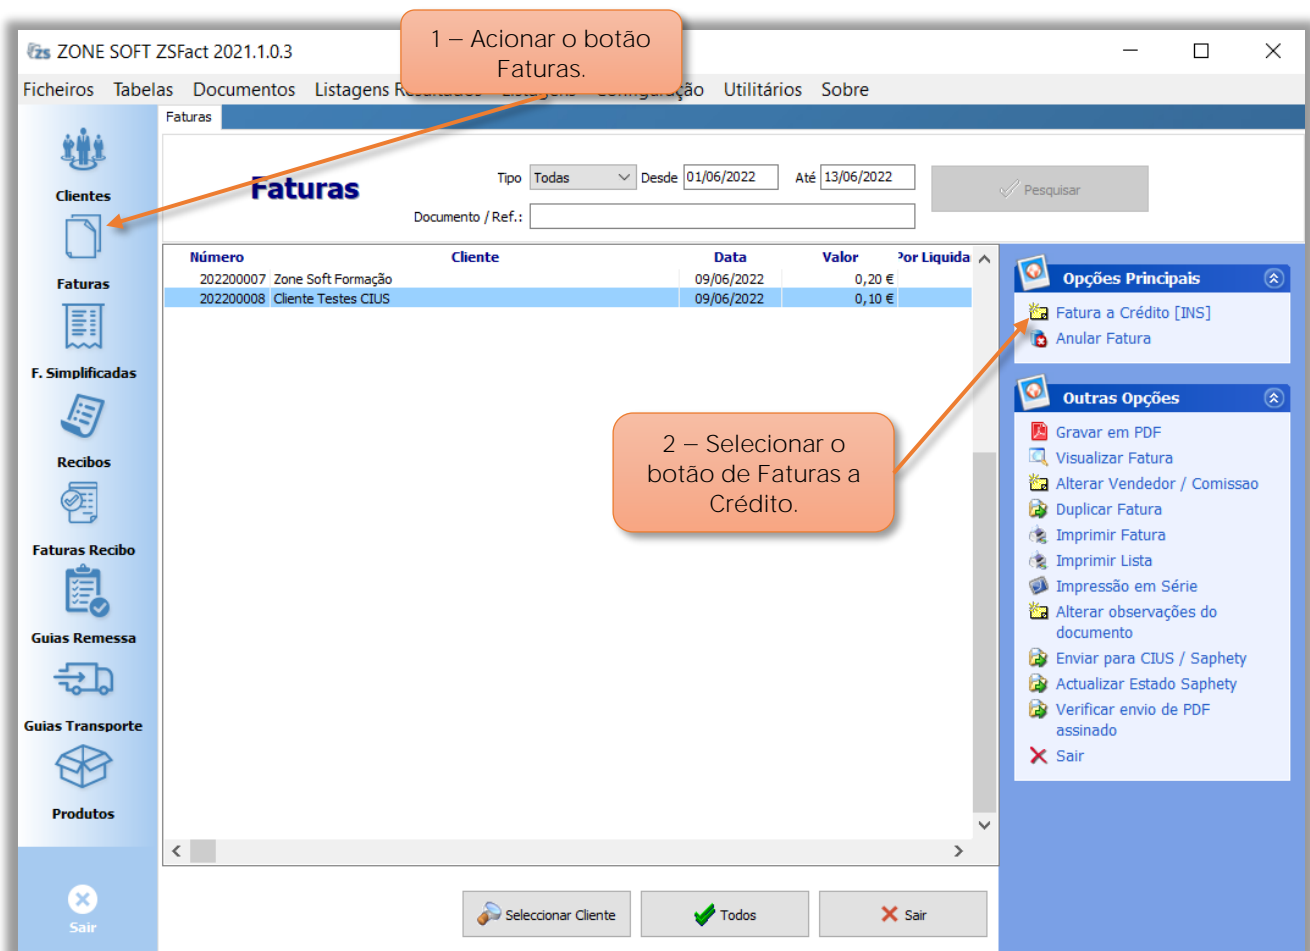 1 – Acionar o botão
Faturas.
ZONE SOFT ZSFact 2021.1.0.3
Ficheiros Tabelas Documentos Listagens Utilitários Sobre
Faturas
Clientes
Faturas
F. Simplificadas
Recibos
Faturas Recibo
Guias Remessa
Guias Transporte
Produtos
Sair
Faturas
Tipo Todas Desde 01/06/2022 Até 13/06/2022
Pesquisar
Documento / Ref.:
Número Cliente Data Valor Por Liquida
202200007 Zone Soft Formação 09/06/2022 0,20 €
202200008 Cliente Testes CIUS 09/06/2022 0,10 €
2 – Selecionar o
botão de Faturas a
Crédito.
Seleccionar Cliente Todos Sair
Opções Principais
Fatura a Crédito [INS]
Anular Fatura
Outras Opções
Gravar em PDF
Visualizar Fatura
Alterar Vendedor / Comissao
Duplicar Fatura
Imprimir Fatura
Imprimir Lista
Impressão em Série
Alterar observações do
documento
Enviar para CIUS / Saphety
Actualizar Estado Saphety
Verificar envio de PDF
assinado
Sair